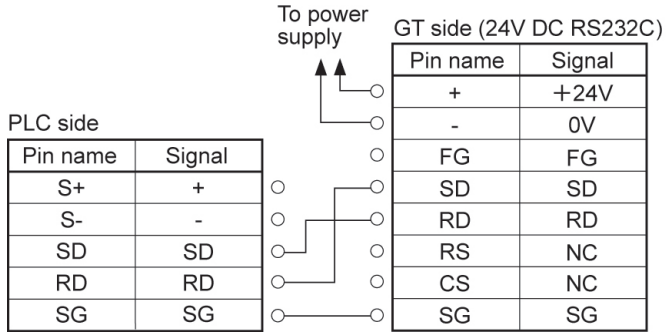 To power
supply
GT side (24V DC RS232C)
Pin name Signal
+ +24V
- 0V
FG FG
SD SD
RD RD
RS NC
CS NC
SG SG
PLC side
Pin name Signal
S+ +
S- -
SD SD
RD RD
SG SG